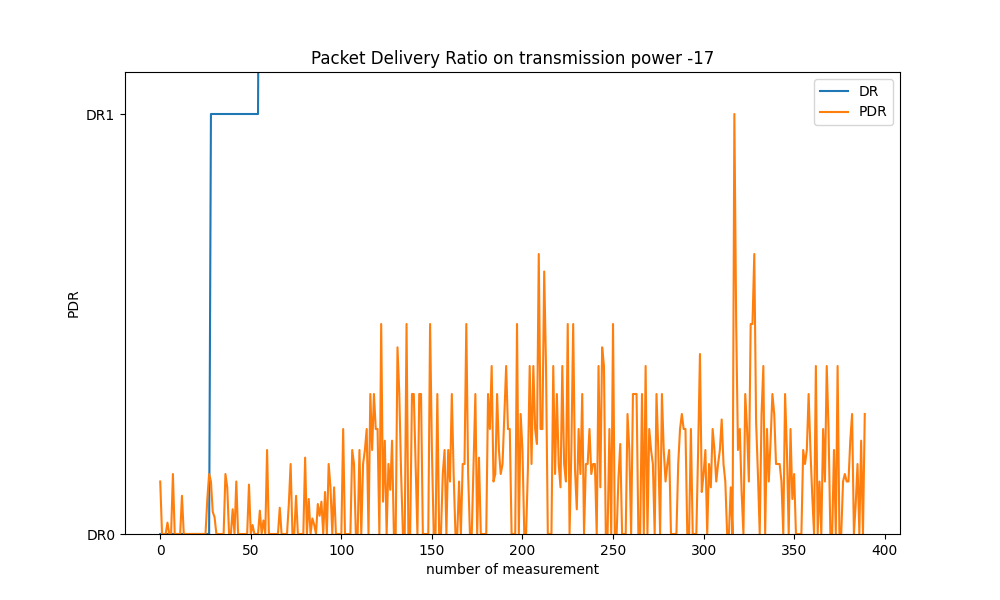 Packet Delivery Ratio on transmission power -17
DR
PDR
DR1
PDR
DR0
0 50 100 150 200 250 300 350 400
number of measurement